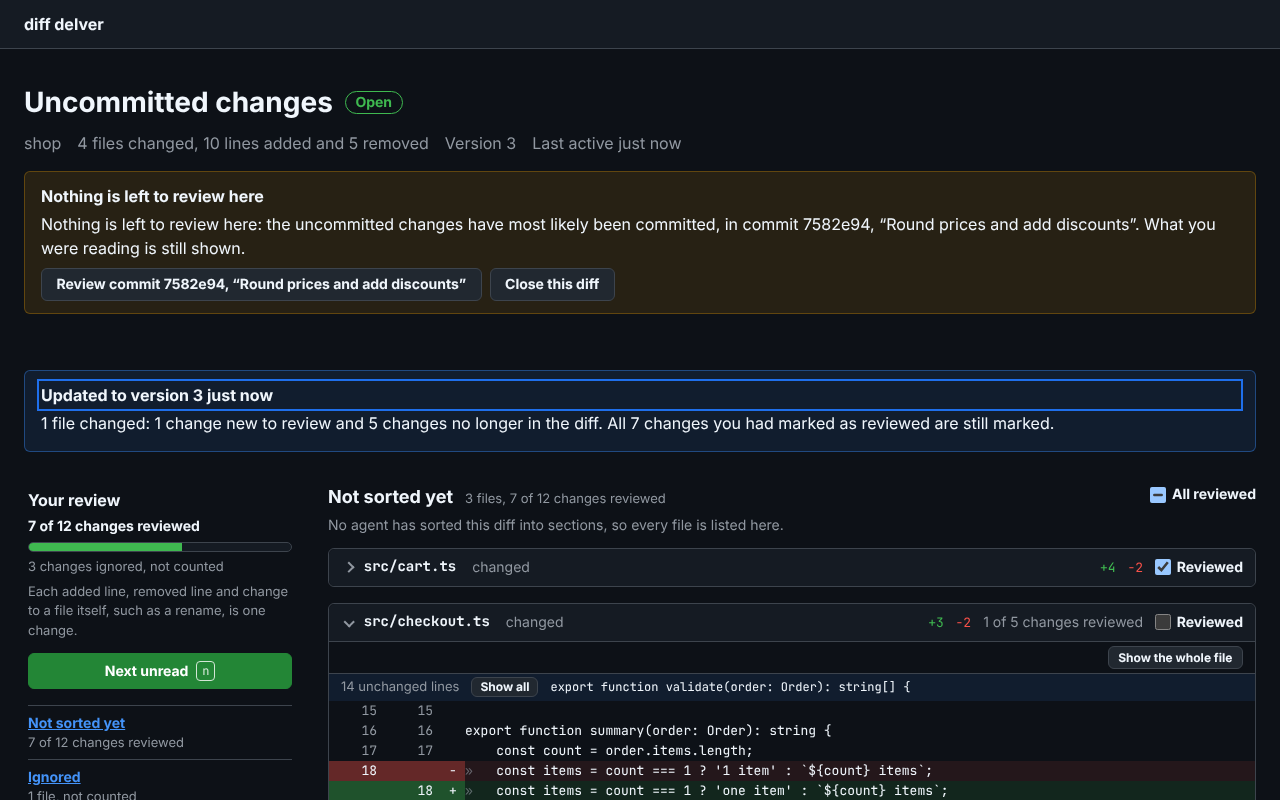 diff delver
Uncommitted changes
Open
shop 4 files changed, 10 lines added and 5 removed Version 3 Last active just now
Nothing is left to review here
Nothing is left to review here: the uncommitted changes have most likely been committed, in commit 7582e94, “Round prices and add discounts”. What you
were reading is still shown.
Review commit 7582e94, “Round prices and add discounts”
Close this diff
Updated to version 3 just now
1 file changed: 1 change new to review and 5 changes no longer in the diff. All 7 changes you had marked as reviewed are still marked.
Your review
7 of 12 changes reviewed
3 changes ignored, not counted
Each added line, removed line and change
to a file itself, such as a rename, is one
change.
Next unread n
Not sorted yet
7 of 12 changes reviewed
Ignored
1 file, not counted
Not sorted yet 3 files, 7 of 12 changes reviewed
All reviewed
No agent has sorted this diff into sections, so every file is listed here.
src/cart.ts changed +4 -2 Reviewed
src/checkout.ts changed +3 -2 1 of 5 changes reviewed Reviewed
Show the whole file
14 unchanged lines Show all export function validate(order: Order): string[] {
15 15
16 16 export function summary(order: Order): string {
17 17 const count = order.items.length;
18 - » const items = count === 1 ? '1 item' : `${count} items`;
18 + » const items = count === 1 ? 'one item' : `${count} items`;